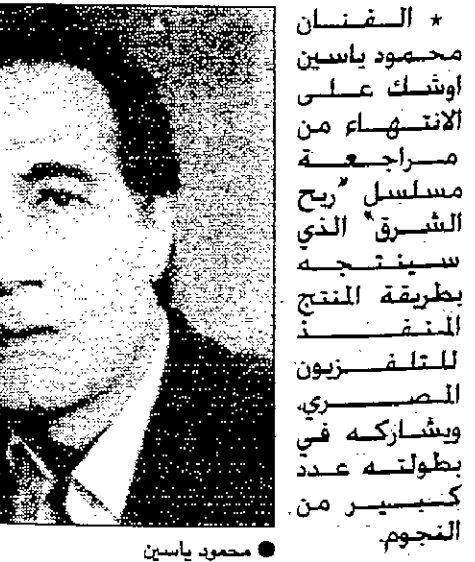 * الفنان
محمود ياسين
اوشك على
الانتهاء من
مراجعة
مسلسل "ريح
الشرق" الذي
سينتجه
بطريقة المنتج
المنفذ
للتلفزيون
المصري،
ويشاركه في
بطولته عدد
كبير من
النجوم.
● محمود ياسين